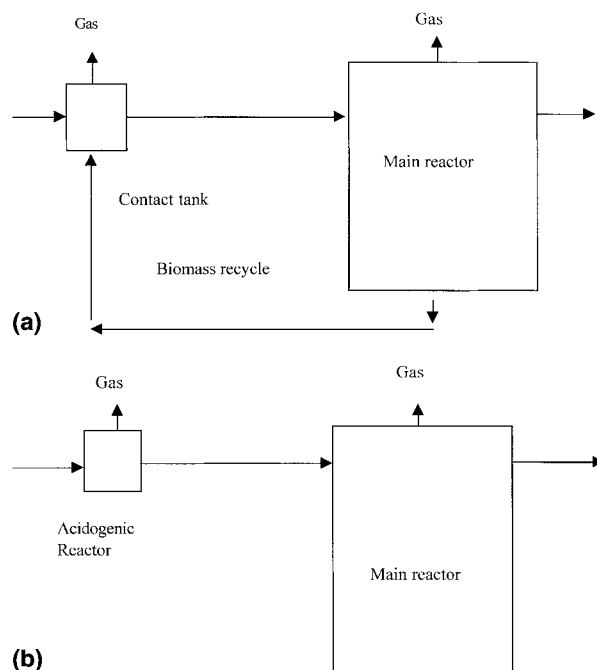 Gas
Gas
Main reactor
Contact tank
Biomass recycle
(a)
Gas
Gas
Acidogenic
Reactor
Main reactor
(b)